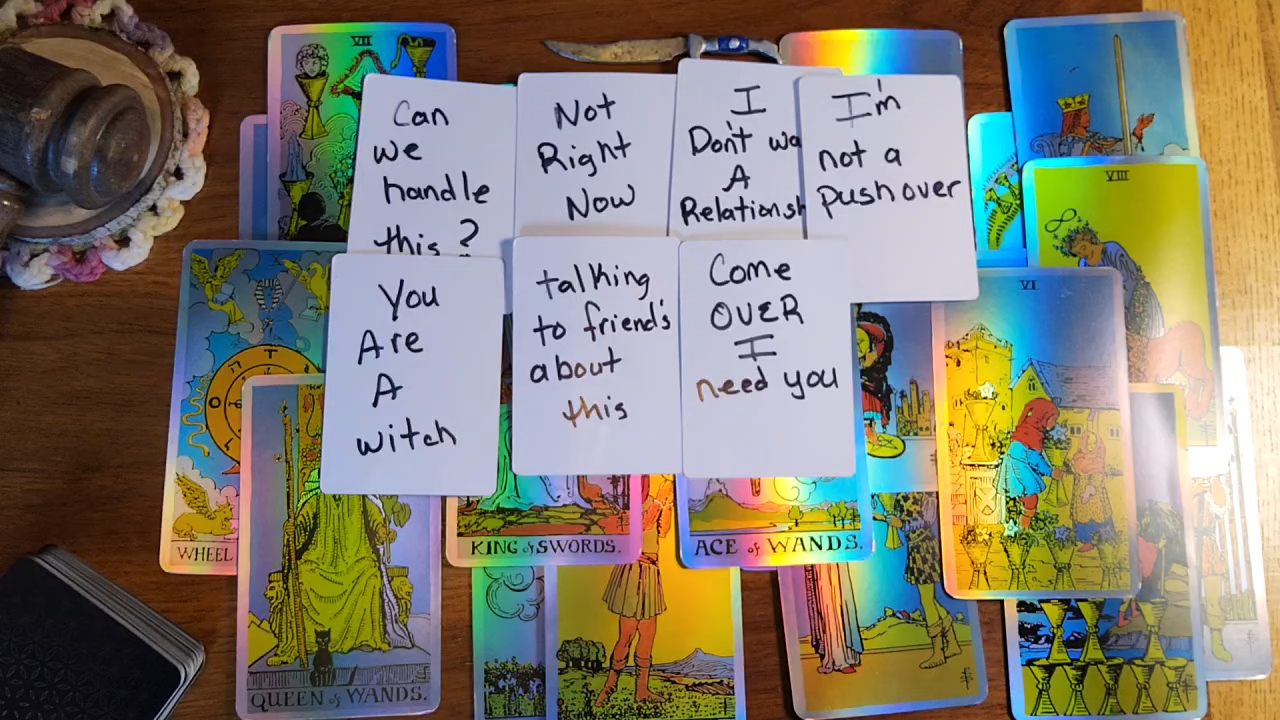 VII
Can
we
handle
this?
Not
Right
Now
I
Don't wa
A
Relationsh
I'm
not a
pushover
VIII
You
Are
A
witch
talking
to friends
about
this
Come
OVER
I
need you
VI
WHEEL
KING of SWORDS.
ACE of WANDS.
QUEEN of WANDS.